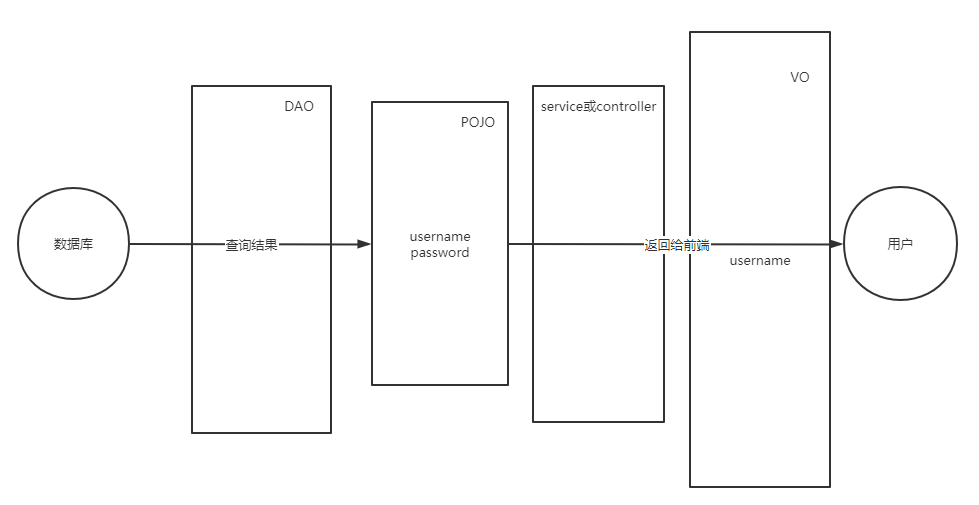 数据库
DAO
查询结果
POJO
username
password
service或controller
返回给前端
VO
username
用户